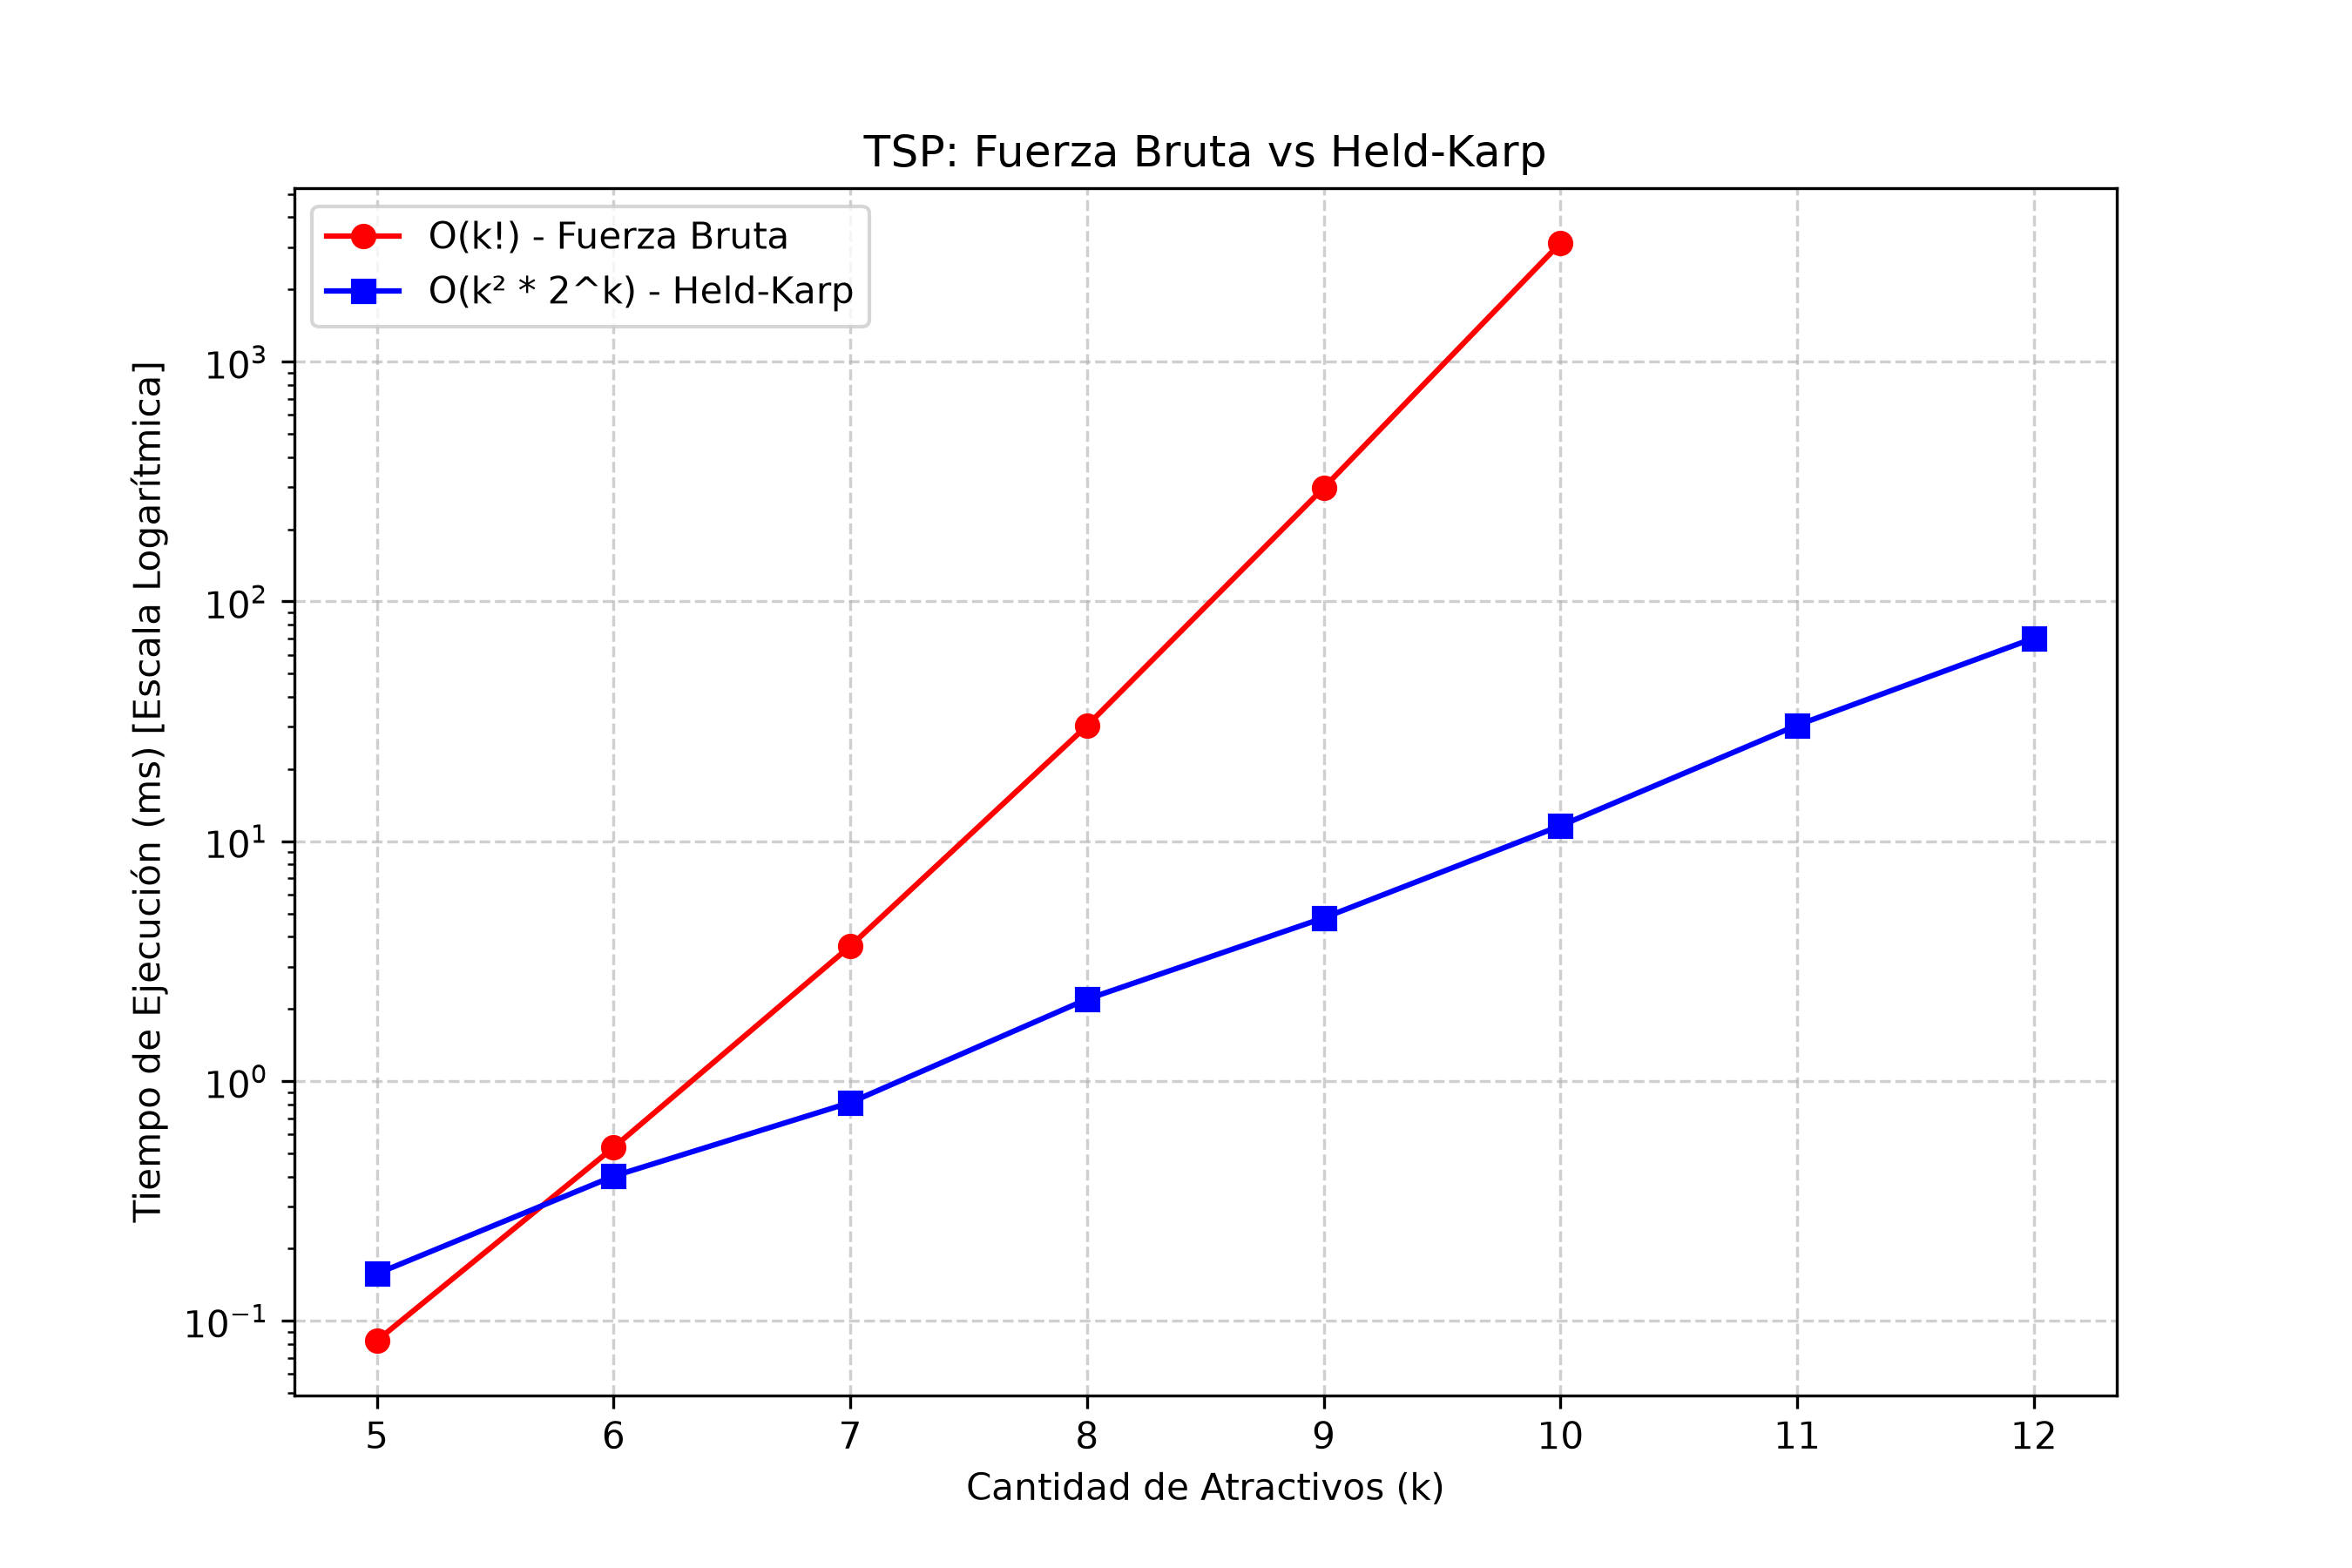 TSP: Fuerza Bruta vs Held-Karp
O(k!) - Fuerza Bruta
O(k² * 2^k) - Held-Karp
Tiempo de Ejecución (ms) [Escala Logarítmica]
10³
10²
10¹
10⁰
10⁻¹
5 6 7 8 9 10 11 12
Cantidad de Atractivos (k)